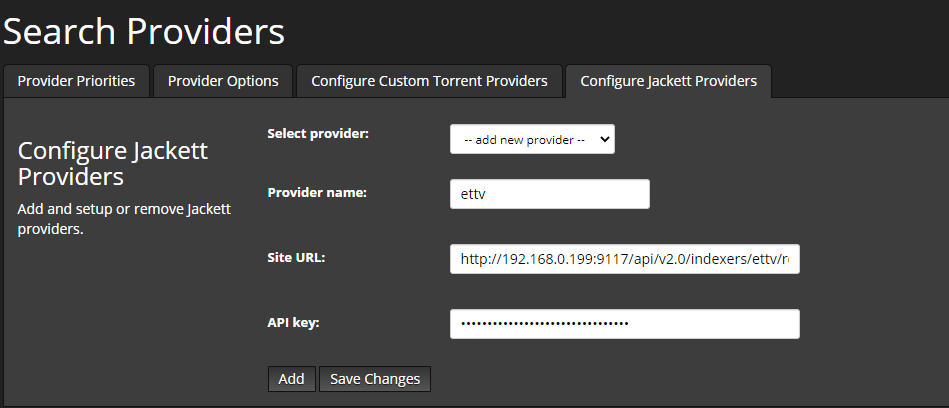 Search Providers
Provider Priorities
Provider Options
Configure Custom Torrent Providers
Configure Jackett Providers
Configure Jackett
Providers
Add and setup or remove Jackett
providers.
Select provider:
-- add new provider --
Provider name:
ettv
Site URL:
http://192.168.0.199:9117/api/v2.0/indexers/ettv/r
API key:
••••••••••••••••••••••••••••••••
Add
Save Changes